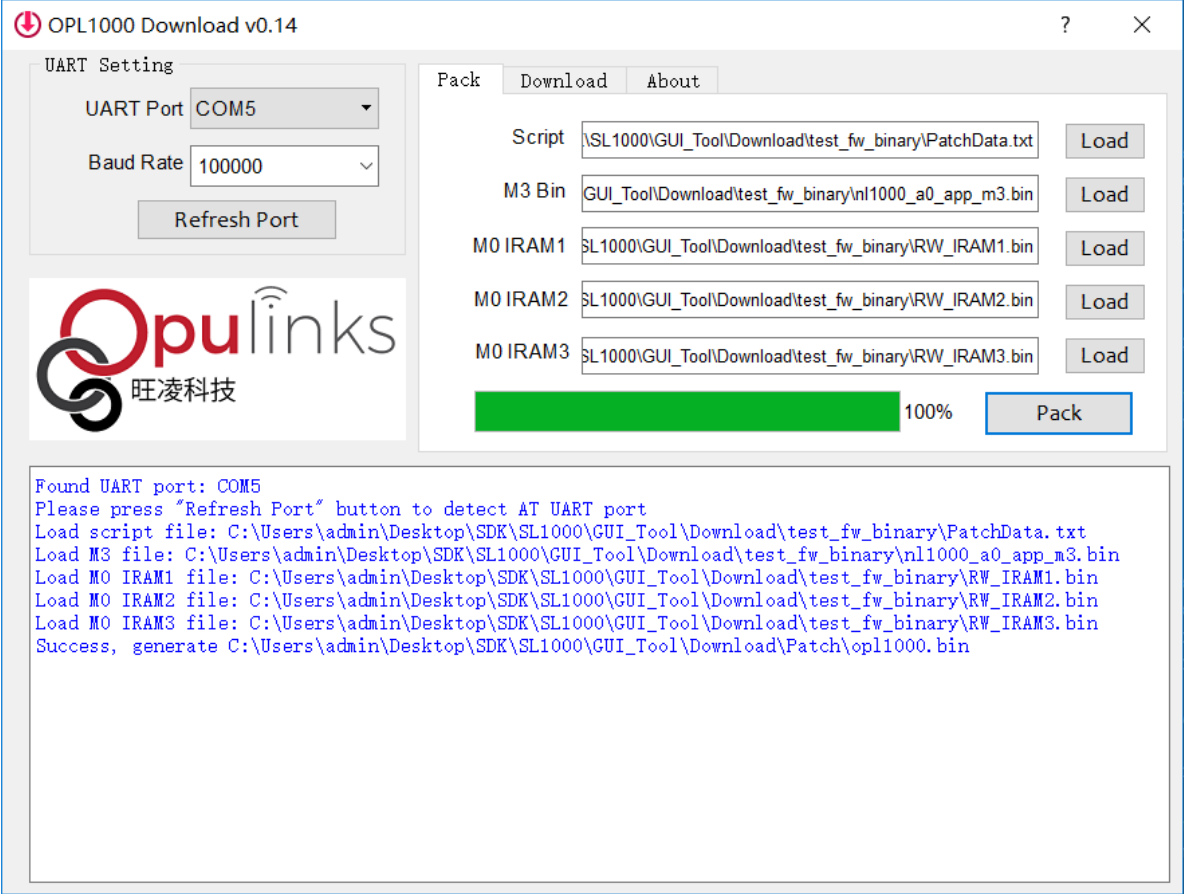 OPL1000 Download v0.14
?
UART Setting
UART Port COM5
Baud Rate 100000
Refresh Port
Opulinks
旺凌科技
Pack Download About
Script :\SL1000\GUI_Tool\Download\test_fw_binary\PatchData.txt Load
M3 Bin GUI_Tool\Download\test_fw_binary\nl1000_a0_app_m3.bin Load
M0 IRAM1 SL1000\GUI_Tool\Download\test_fw_binary\RW_IRAM1.bin Load
M0 IRAM2 SL1000\GUI_Tool\Download\test_fw_binary\RW_IRAM2.bin Load
M0 IRAM3 SL1000\GUI_Tool\Download\test_fw_binary\RW_IRAM3.bin Load
100% Pack
Found UART port: COM5
Please press "Refresh Port" button to detect AT UART port
Load script file: C:\Users\admin\Desktop\SDK\SL1000\GUI_Tool\Download\test_fw_binary\PatchData.txt
Load M3 file: C:\Users\admin\Desktop\SDK\SL1000\GUI_Tool\Download\test_fw_binary\nl1000_a0_app_m3.bin
Load M0 IRAM1 file: C:\Users\admin\Desktop\SDK\SL1000\GUI_Tool\Download\test_fw_binary\RW_IRAM1.bin
Load M0 IRAM2 file: C:\Users\admin\Desktop\SDK\SL1000\GUI_Tool\Download\test_fw_binary\RW_IRAM2.bin
Load M0 IRAM3 file: C:\Users\admin\Desktop\SDK\SL1000\GUI_Tool\Download\test_fw_binary\RW_IRAM3.bin
Success, generate C:\Users\admin\Desktop\SDK\SL1000\GUI_Tool\Download\Patch\opl1000.bin